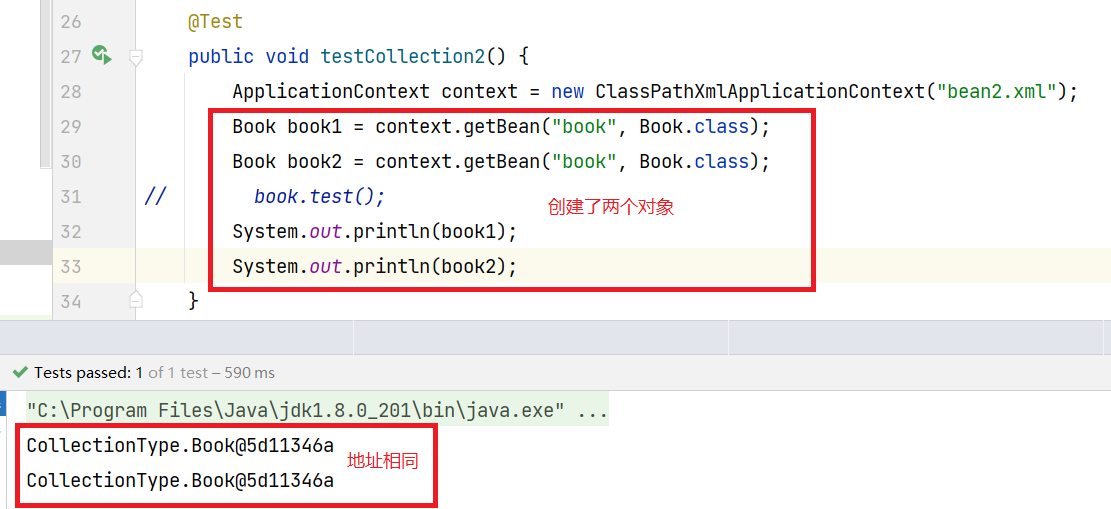 26 @Test
27 public void testCollection2() {
28 ApplicationContext context = new ClassPathXmlApplicationContext("bean2.xml");
29 Book book1 = context.getBean("book", Book.class);
30 Book book2 = context.getBean("book", Book.class);
31 // book.test();
创建了两个对象
32 System.out.println(book1);
33 System.out.println(book2);
34 }
Tests passed: 1 of 1 test – 590 ms
"C:\Program Files\Java\jdk1.8.0_201\bin\java.exe" ...
CollectionType.Book@5d11346a
地址相同
CollectionType.Book@5d11346a